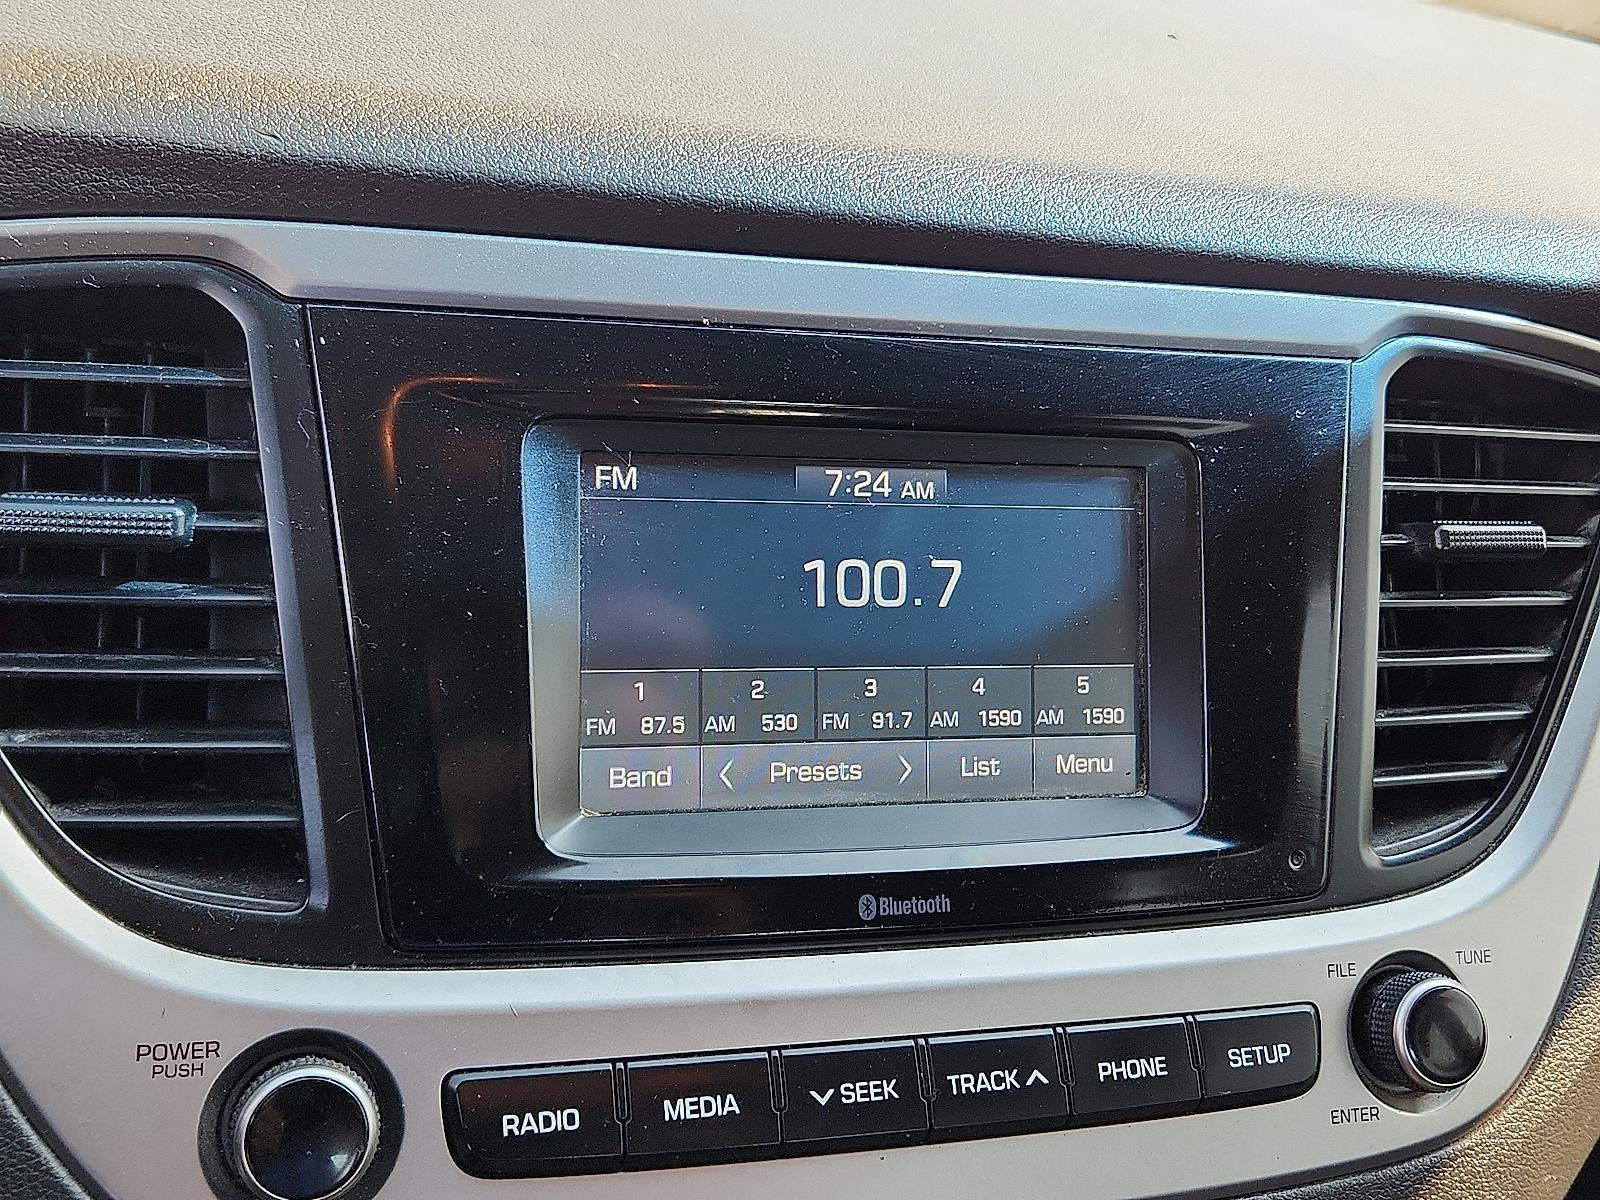 FM 7:24 AM
100.7
1 2 3 4 5
FM 87.5 AM 530 FM 91.7 AM 1590 AM 1590
Band < Presets > List Menu
Bluetooth
FILE TUNE
POWER
PUSH
RADIO MEDIA ∨ SEEK TRACK ∧ PHONE SETUP
ENTER